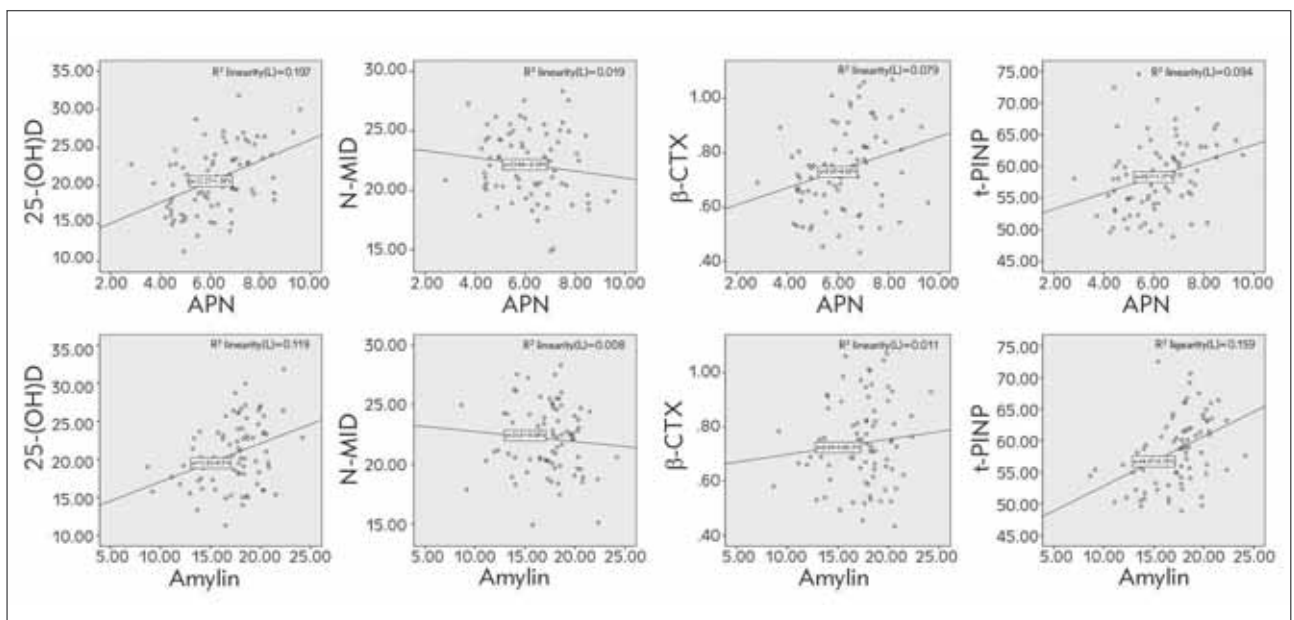 R² linearity(L)=0.197
35.00
30.00
25.00
20.00
15.00
10.00
25-(OH)D
2.00 4.00 6.00 8.00 10.00
APN
R² linearity(L)=0.019
30.00
25.00
20.00
15.00
N-MID
2.00 4.00 6.00 8.00 10.00
APN
R² linearity(L)=0.079
1.00
.80
.60
.40
β-CTX
2.00 4.00 6.00 8.00 10.00
APN
R² linearity(L)=0.094
75.00
70.00
65.00
60.00
55.00
50.00
45.00
t-PINP
2.00 4.00 6.00 8.00 10.00
APN
R² linearity(L)=0.119
35.00
30.00
25.00
20.00
15.00
10.00
25-(OH)D
5.00 10.00 15.00 20.00 25.00
Amylin
R² linearity(L)=0.008
30.00
25.00
20.00
15.00
N-MID
5.00 10.00 15.00 20.00 25.00
Amylin
R² linearity(L)=0.011
1.00
.80
.60
.40
β-CTX
5.00 10.00 15.00 20.00 25.00
Amylin
R² linearity(L)=0.159
75.00
70.00
65.00
60.00
55.00
50.00
45.00
t-PINP
5.00 10.00 15.00 20.00 25.00
Amylin